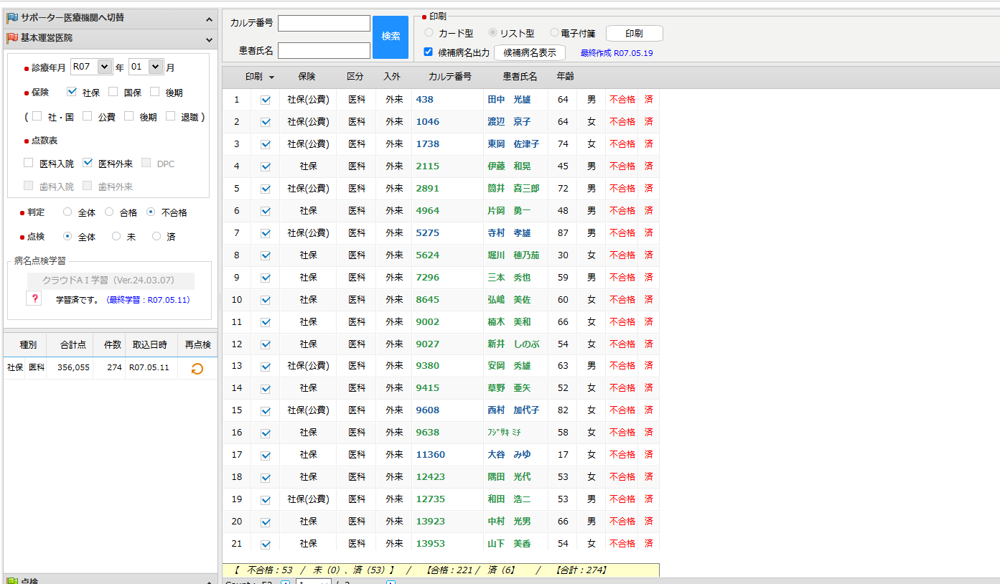 サポーター医療機関へ切替
基本運営医院
診療年月 R07 年 01 月
保険 社保 国保 後期
( 社・国 公費 後期 退職 )
点数表
医科入院 医科外来 DPC
歯科入院 歯科外来
判定 全体 合格 不合格
点検 全体 未 済
病名点検学習
クラウドAI学習（Ver.24.03.07）
? 学習済です。（最終学習：R07.05.11）
種別 合計点 件数 取込日時 再点検
社保 医科 356,055 274 R07.05.11
点検
カルテ番号
患者氏名
検索
印刷
カード型 リスト型 電子付箋 印刷
候補病名出力 候補病名表示 最終作成 R07.05.19
印刷 保険 区分 入外 カルテ番号 患者氏名 年齢
1 社保(公費) 医科 外来 438 田中 光雄 64 男 不合格 済
2 社保(公費) 医科 外来 1046 渡辺 京子 64 女 不合格 済
3 社保(公費) 医科 外来 1738 東岡 佐津子 74 女 不合格 済
4 社保 医科 外来 2115 伊藤 和晃 45 男 不合格 済
5 社保(公費) 医科 外来 2891 筒井 喜三郎 72 男 不合格 済
6 社保 医科 外来 4964 片岡 勇一 48 男 不合格 済
7 社保(公費) 医科 外来 5275 寺村 孝雄 87 男 不合格 済
8 社保 医科 外来 5624 堀川 穂乃茄 30 女 不合格 済
9 社保 医科 外来 7296 三本 秀也 59 男 不合格 済
10 社保 医科 外来 8645 弘嶋 美佐 60 女 不合格 済
11 社保 医科 外来 9002 楠木 美和 66 女 不合格 済
12 社保 医科 外来 9027 新井 しのぶ 54 女 不合格 済
13 社保(公費) 医科 外来 9380 安岡 秀雄 63 男 不合格 済
14 社保 医科 外来 9415 草野 亜矢 52 女 不合格 済
15 社保(公費) 医科 外来 9608 西村 加代子 82 女 不合格 済
16 社保 医科 外来 9638 ﾌｼﾞｻｷ ﾐﾁ 58 女 不合格 済
17 社保 医科 外来 11360 大谷 みゆ 17 女 不合格 済
18 社保 医科 外来 12423 隅田 光代 53 女 不合格 済
19 社保(公費) 医科 外来 12735 和田 浩二 53 男 不合格 済
20 社保 医科 外来 13923 中村 光男 66 男 不合格 済
21 社保 医科 外来 13953 山下 美香 54 女 不合格 済
【 不合格：53 / 未（0）、済（53）】 / 【合格：221 / 済（6】 / 【合計：274】
Count : 53 1 / 3